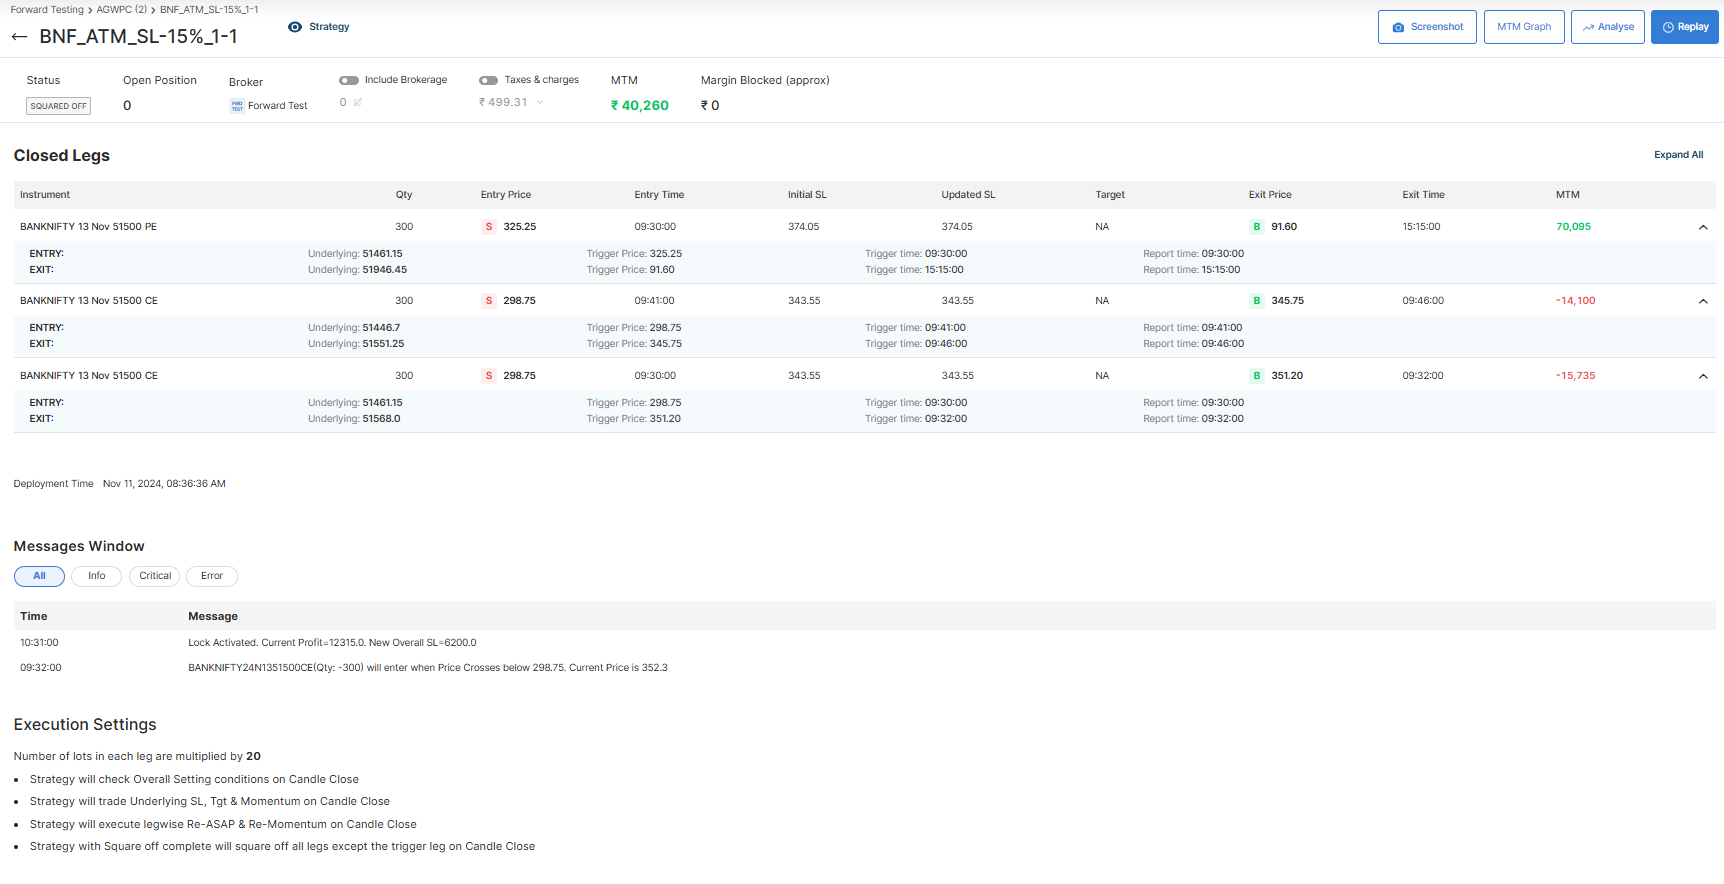 Forward Testing > AGWPC (2) > BNF_ATM_SL-15%_1-1
← BNF_ATM_SL-15%_1-1 Strategy Screenshot MTM Graph Analyse Replay
Status Open Position Broker Include Brokerage Taxes & charges MTM Margin Blocked (approx)
SQUARED OFF 0 FWD TEST Forward Test 0 ₹ 499.31 ₹ 40,260 ₹ 0
Closed Legs Expand All
Instrument Qty Entry Price Entry Time Initial SL Updated SL Target Exit Price Exit Time MTM
BANKNIFTY 13 Nov 51500 PE 300 S 325.25 09:30:00 374.05 374.05 NA B 91.60 15:15:00 70,095
ENTRY: Underlying: 51461.15 Trigger Price: 325.25 Trigger time: 09:30:00 Report time: 09:30:00
EXIT: Underlying: 51946.45 Trigger Price: 91.60 Trigger time: 15:15:00 Report time: 15:15:00
BANKNIFTY 13 Nov 51500 CE 300 S 298.75 09:41:00 343.55 343.55 NA B 345.75 09:46:00 -14,100
ENTRY: Underlying: 51446.7 Trigger Price: 298.75 Trigger time: 09:41:00 Report time: 09:41:00
EXIT: Underlying: 51551.25 Trigger Price: 345.75 Trigger time: 09:46:00 Report time: 09:46:00
BANKNIFTY 13 Nov 51500 CE 300 S 298.75 09:30:00 343.55 343.55 NA B 351.20 09:32:00 -15,735
ENTRY: Underlying: 51461.15 Trigger Price: 298.75 Trigger time: 09:30:00 Report time: 09:30:00
EXIT: Underlying: 51568.0 Trigger Price: 351.20 Trigger time: 09:32:00 Report time: 09:32:00
Deployment Time Nov 11, 2024, 08:36:36 AM
Messages Window
All Info Critical Error
Time Message
10:31:00 Lock Activated. Current Profit=12315.0. New Overall SL=6200.0
09:32:00 BANKNIFTY24N1351500CE(Qty: -300) will enter when Price Crosses below 298.75. Current Price is 352.3
Execution Settings
Number of lots in each leg are multiplied by 20
• Strategy will check Overall Setting conditions on Candle Close
• Strategy will trade Underlying SL, Tgt & Momentum on Candle Close
• Strategy will execute legwise Re-ASAP & Re-Momentum on Candle Close
• Strategy with Square off complete will square off all legs except the trigger leg on Candle Close